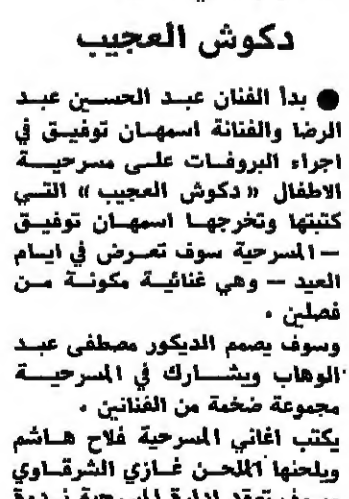 دكوش العجيب
● بدأ الفنان عبد الحسين عبد
الرضا والفنانة اسمهان توفيق في
اجراء البروفات على مسرحية
الاطفال « دكوش العجيب » التي
كتبتها وتخرجها اسمهان توفيق
— المسرحية سوف تعرض في ايام
العيد — وهي غنائية مكونة من
فصلين .
وسوف يصمم الديكور مصطفى عبد
الوهاب ويشارك في المسرحية
مجموعة ضخمة من الفنانين .
يكتب اغاني المسرحية فلاح هاشم
ويلحنها الملحن غازي الشرقاوي